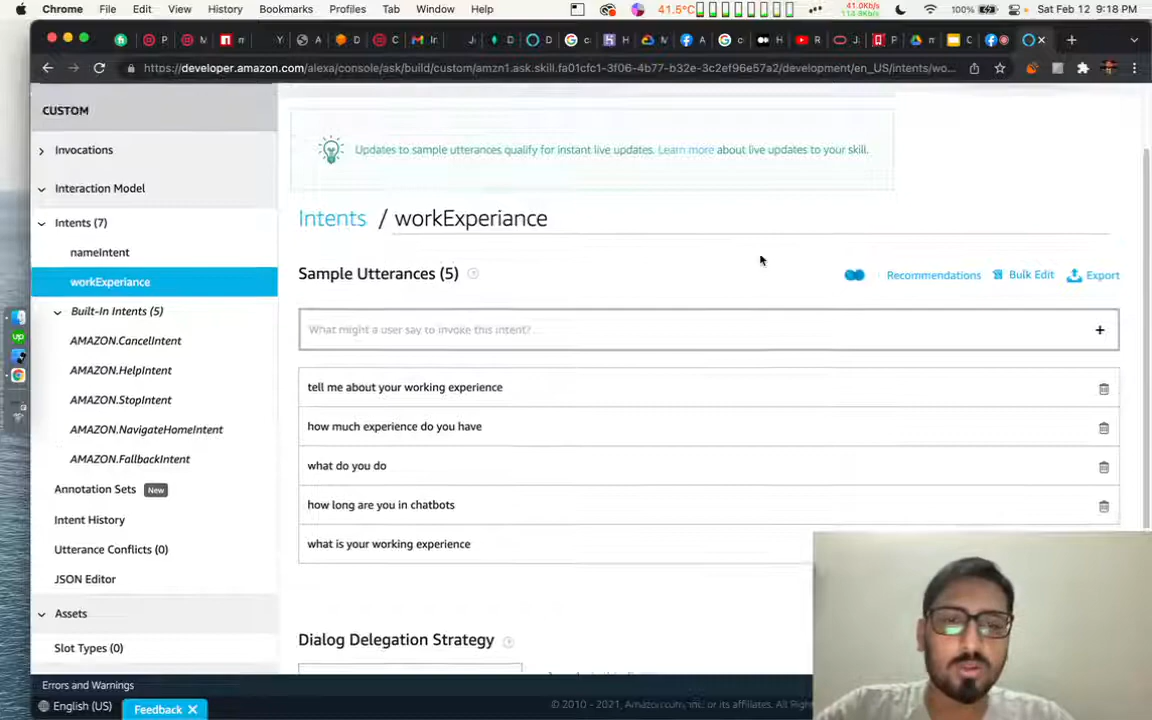 Chrome File Edit View History Bookmarks Profiles Tab Window Help 41.5°C 41.0Kb/ 100% Sat Feb 12 9:18 PM
https://developer.amazon.com/alexa/console/ask/build/custom/amzn1.ask.skill.fa01cfc1-3f06-4b77-b32e-3c2ef96e57a2/development/en_US/intents/wo...
CUSTOM
Invocations
Interaction Model
Intents (7)
nameIntent
workExperiance
Built-In Intents (5)
AMAZON.CancelIntent
AMAZON.HelpIntent
AMAZON.StopIntent
AMAZON.NavigateHomeIntent
AMAZON.FallbackIntent
Annotation Sets New
Intent History
Utterance Conflicts (0)
JSON Editor
Assets
Slot Types (0)
Updates to sample utterances qualify for instant live updates. Learn more about live updates to your skill.
Intents / workExperiance
Sample Utterances (5)
Recommendations Bulk Edit Export
What might a user say to invoke this intent?
tell me about your working experience
how much experience do you have
what do you do
how long are you in chatbots
what is your working experience
Dialog Delegation Strategy
Errors and Warnings
English (US) Feedback ✕
© 2010 - 2021, Amazon.com, Inc. or its affiliates. All Righ